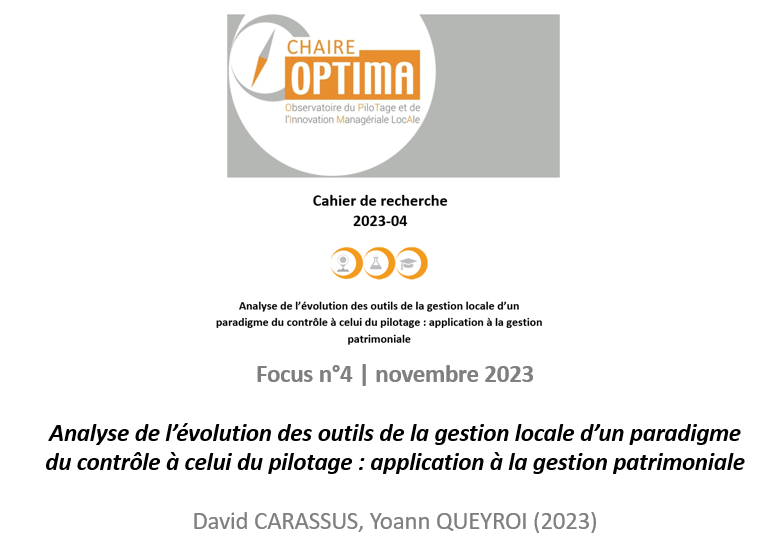 CHAIRE
OPTIMA
Observatoire du PiloTage et de
l'Innovation Managériale LocAle
Cahier de recherche
2023-04
Analyse de l’évolution des outils de la gestion locale d’un
paradigme du contrôle à celui du pilotage : application à la gestion
patrimoniale
Focus n°4 | novembre 2023
Analyse de l’évolution des outils de la gestion locale d’un paradigme
du contrôle à celui du pilotage : application à la gestion patrimoniale
David CARASSUS, Yoann QUEYROI (2023)